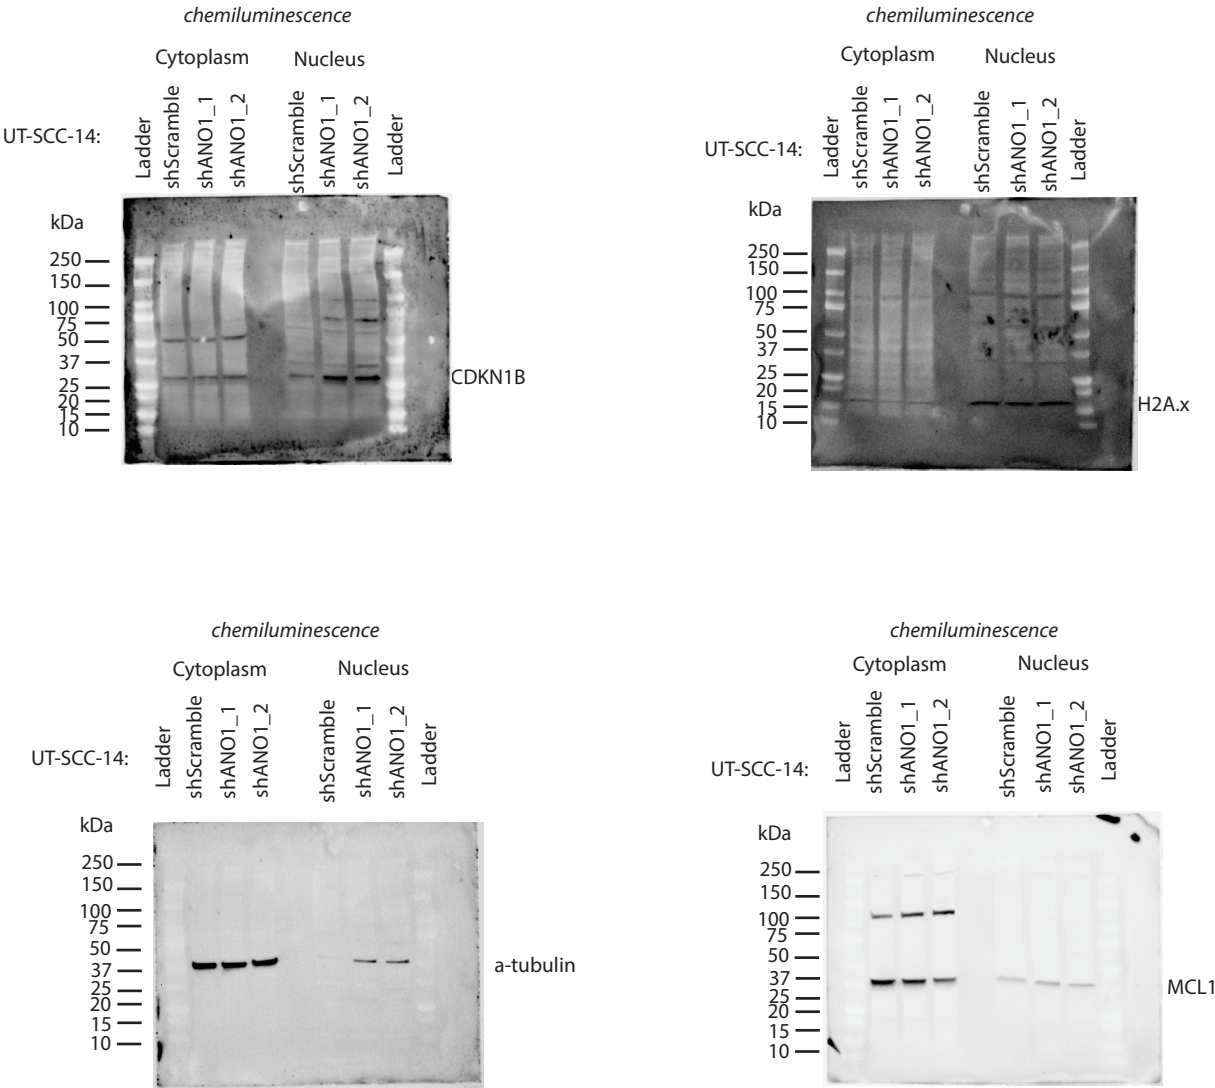 chemiluminescence
Cytoplasm Nucleus
UT-SCC-14:
Ladder
shScramble
shANO1_1
shANO1_2
shScramble
shANO1_1
shANO1_2
Ladder
kDa
250
150
100
75
50
37
25
20
15
10
CDKN1B
chemiluminescence
Cytoplasm Nucleus
UT-SCC-14:
Ladder
shScramble
shANO1_1
shANO1_2
shScramble
shANO1_1
shANO1_2
Ladder
kDa
250
150
100
75
50
37
25
20
15
10
H2A.x
chemiluminescence
Cytoplasm Nucleus
UT-SCC-14:
Ladder
shScramble
shANO1_1
shANO1_2
shScramble
shANO1_1
shANO1_2
Ladder
kDa
250
150
100
75
50
37
25
20
15
10
a-tubulin
chemiluminescence
Cytoplasm Nucleus
UT-SCC-14:
Ladder
shScramble
shANO1_1
shANO1_2
shScramble
shANO1_1
shANO1_2
Ladder
kDa
250
150
100
75
50
37
25
20
15
10
MCL1